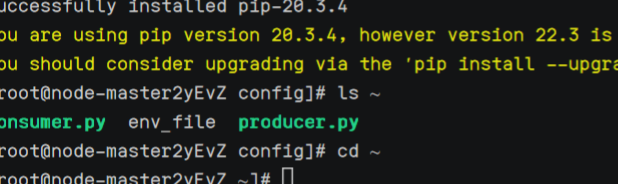 uccessfully installed pip-20.3.4
ou are using pip version 20.3.4, however version 22.3 is
ou should consider upgrading via the 'pip install --upgra
root@node-master2yEvZ config]# ls ~
onsumer.py env_file producer.py
root@node-master2yEvZ config]# cd ~
root@node-master2yEvZ ~]#